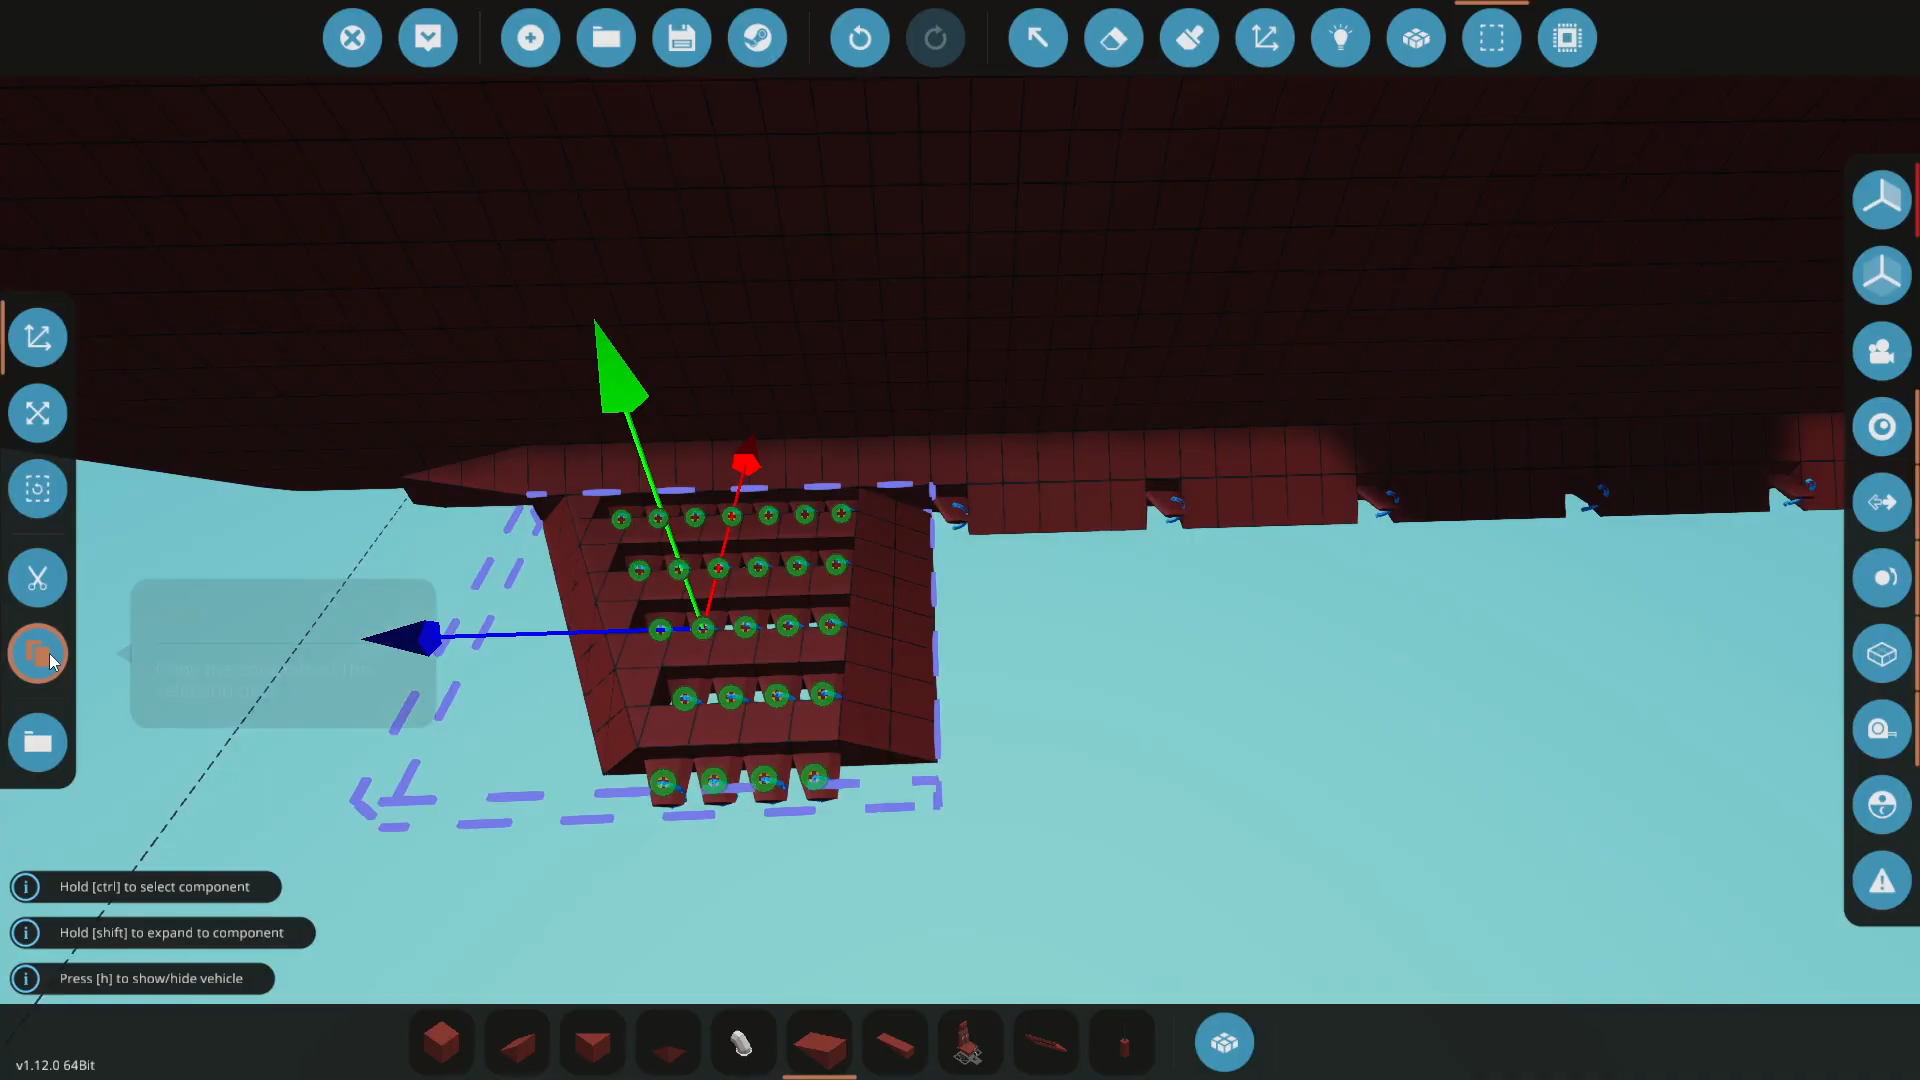 Hold [ctrl] to select component
Hold [shift] to expand to component
Press [h] to show/hide vehicle
v1.12.0 64Bit